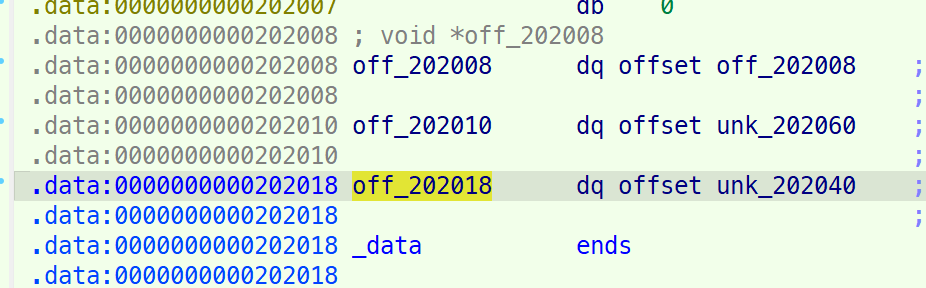 .data:0000000000202007 db 0
.data:0000000000202008 ; void *off_202008
.data:0000000000202008 off_202008 dq offset off_202008 ;
.data:0000000000202008 ;
.data:0000000000202010 off_202010 dq offset unk_202060 ;
.data:0000000000202010 ;
.data:0000000000202018 off_202018 dq offset unk_202040 ;
.data:0000000000202018 ;
.data:0000000000202018 _data ends
.data:0000000000202018